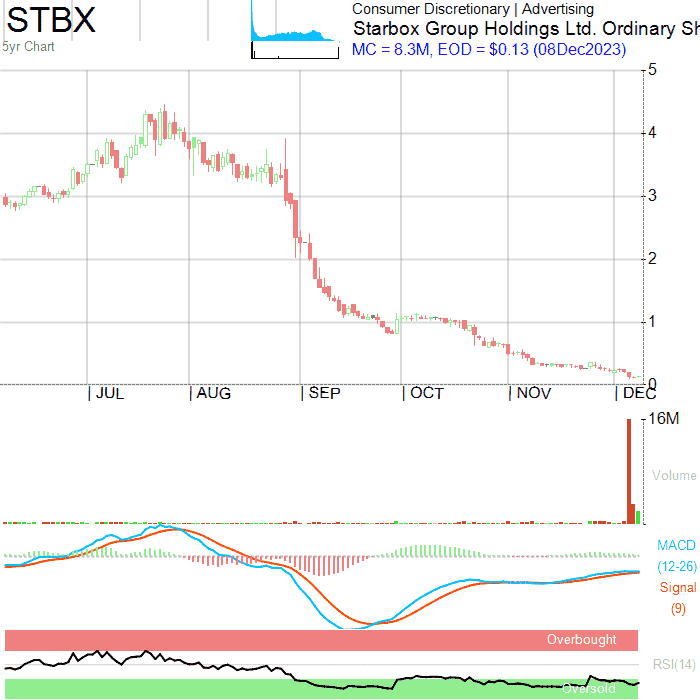 STBX
5yr Chart
Consumer Discretionary | Advertising
Starbox Group Holdings Ltd. Ordinary Sh
MC = 8.3M, EOD = $0.13 (08Dec2023)
5
4
3
2
1
0
JUL
AUG
SEP
OCT
NOV
DEC
16M
Volume
MACD
(12-26)
Signal
(9)
Overbought
RSI(14)
Oversold